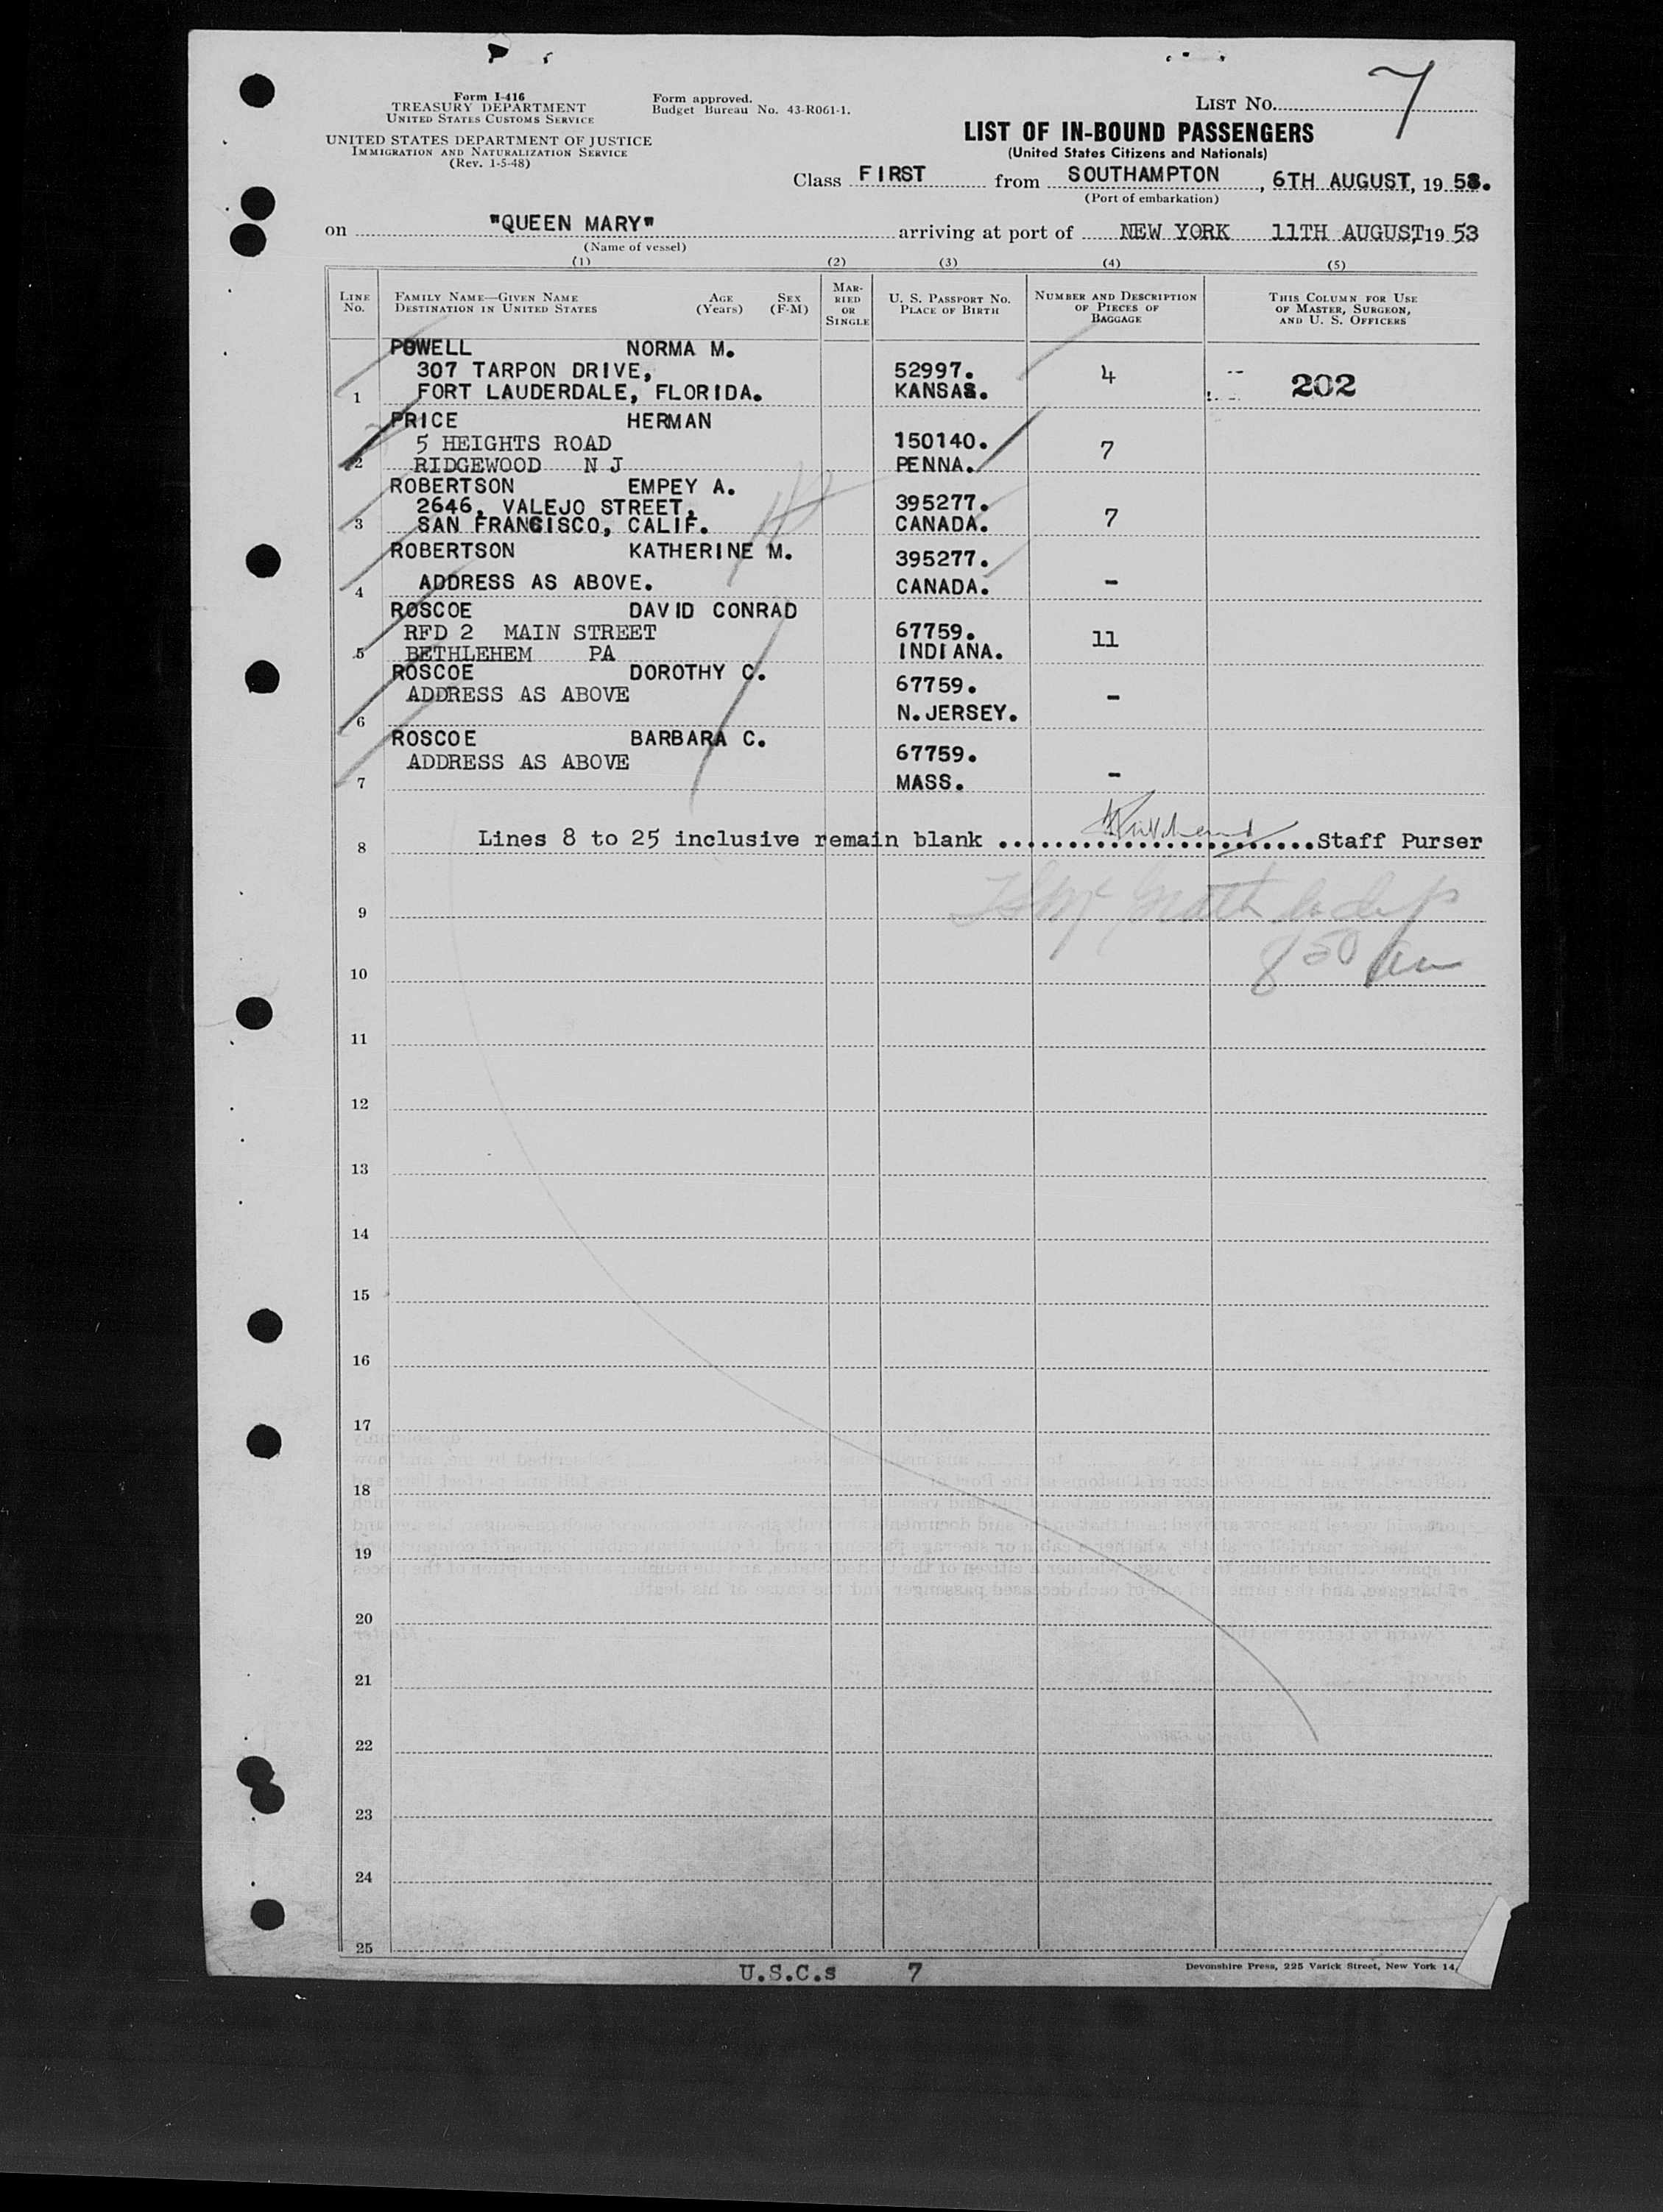 7
Form I-416
TREASURY DEPARTMENT
UNITED STATES CUSTOMS SERVICE
UNITED STATES DEPARTMENT OF JUSTICE
IMMIGRATION AND NATURALIZATION SERVICE
(Rev. 1-5-48)
Form approved.
Budget Bureau No. 43-R061-1.
LIST NO.
LIST OF IN-BOUND PASSENGERS
(United States Citizens and Nationals)
Class FIRST from SOUTHAMPTON, 6TH AUGUST, 1953.
(Port of embarkation)
on "QUEEN MARY" arriving at port of NEW YORK 11TH AUGUST, 1953
(Name of vessel)
(1) (2) (3) (4) (5)
LINE NO.
FAMILY NAME—GIVEN NAME
DESTINATION IN UNITED STATES
AGE (Years)
SEX (F-M)
MAR-
RIED
OR
SINGLE
U. S. PASSPORT NO.
PLACE OF BIRTH
NUMBER AND DESCRIPTION
OF PIECES OF
BAGGAGE
THIS COLUMN FOR USE
OF MASTER, SURGEON,
AND U. S. OFFICERS
POWELL NORMA M.
307 TARPON DRIVE, 52997. 4 202
1 FORT LAUDERDALE, FLORIDA. KANSAS.
PRICE HERMAN
5 HEIGHTS ROAD 150140. 7
2 RIDGEWOOD N J PENNA.
ROBERTSON EMPEY A.
2646, VALEJO STREET, 395277.
3 SAN FRANCISCO, CALIF. CANADA. 7
ROBERTSON KATHERINE M. 395277.
4 ADDRESS AS ABOVE. CANADA. -
ROSCOE DAVID CONRAD
RFD 2 MAIN STREET 67759. 11
5 BETHLEHEM PA INDIANA.
ROSCOE DOROTHY C. 67759.
ADDRESS AS ABOVE -
6 N.JERSEY.
ROSCOE BARBARA C. 67759.
ADDRESS AS ABOVE
7 MASS. -
8 Lines 8 to 25 inclusive remain blank ........................Staff Purser
9
8 50 am
10
11
12
13
14
15
16
17
18
19
20
21
22
23
24
25
U.S.C.s 7
Devonshire Press, 225 Varick Street, New York 14,